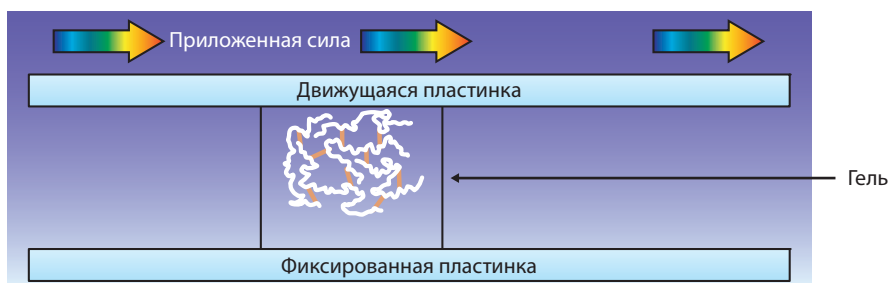 Приложенная сила
Движущаяся пластинка
Гель
Фиксированная пластинка